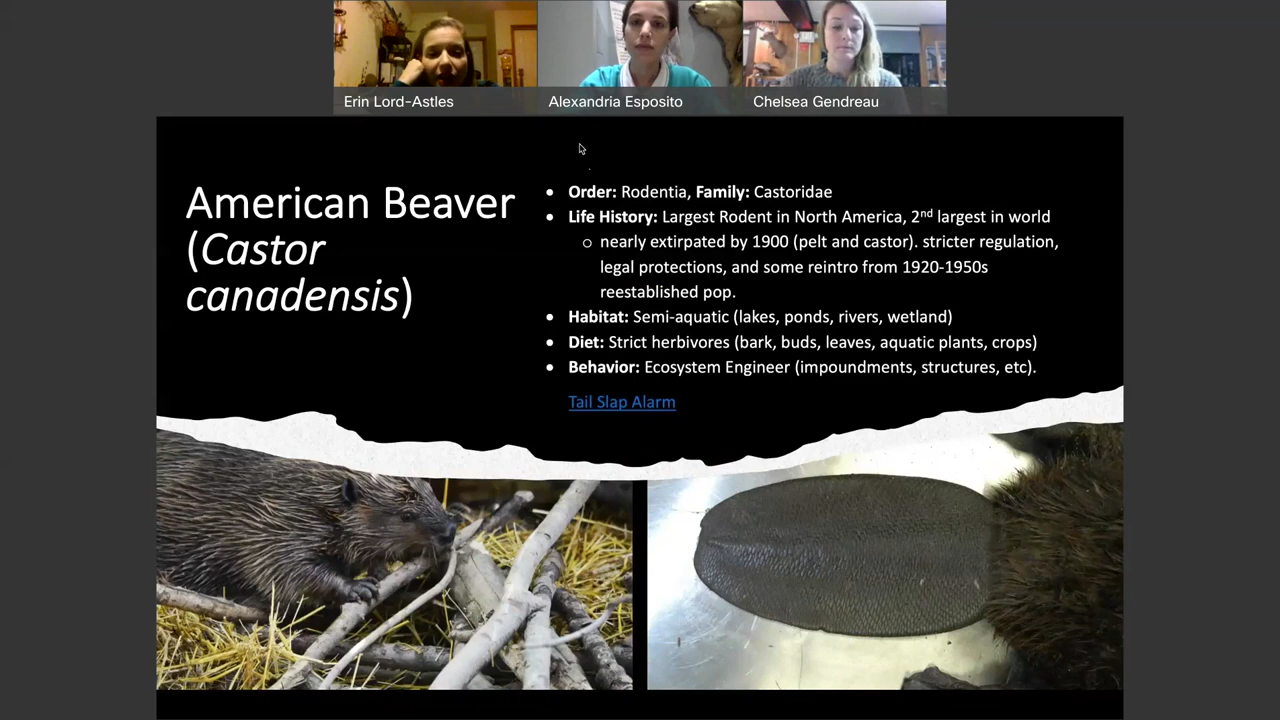 Erin Lord-Astles
Alexandria Esposito
Chelsea Gendreau
American Beaver
(Castor
canadensis)
• Order: Rodentia, Family: Castoridae
• Life History: Largest Rodent in North America, 2nd largest in world
o nearly extirpated by 1900 (pelt and castor). stricter regulation,
legal protections, and some reintro from 1920-1950s
reestablished pop.
• Habitat: Semi-aquatic (lakes, ponds, rivers, wetland)
• Diet: Strict herbivores (bark, buds, leaves, aquatic plants, crops)
• Behavior: Ecosystem Engineer (impoundments, structures, etc).
Tail Slap Alarm